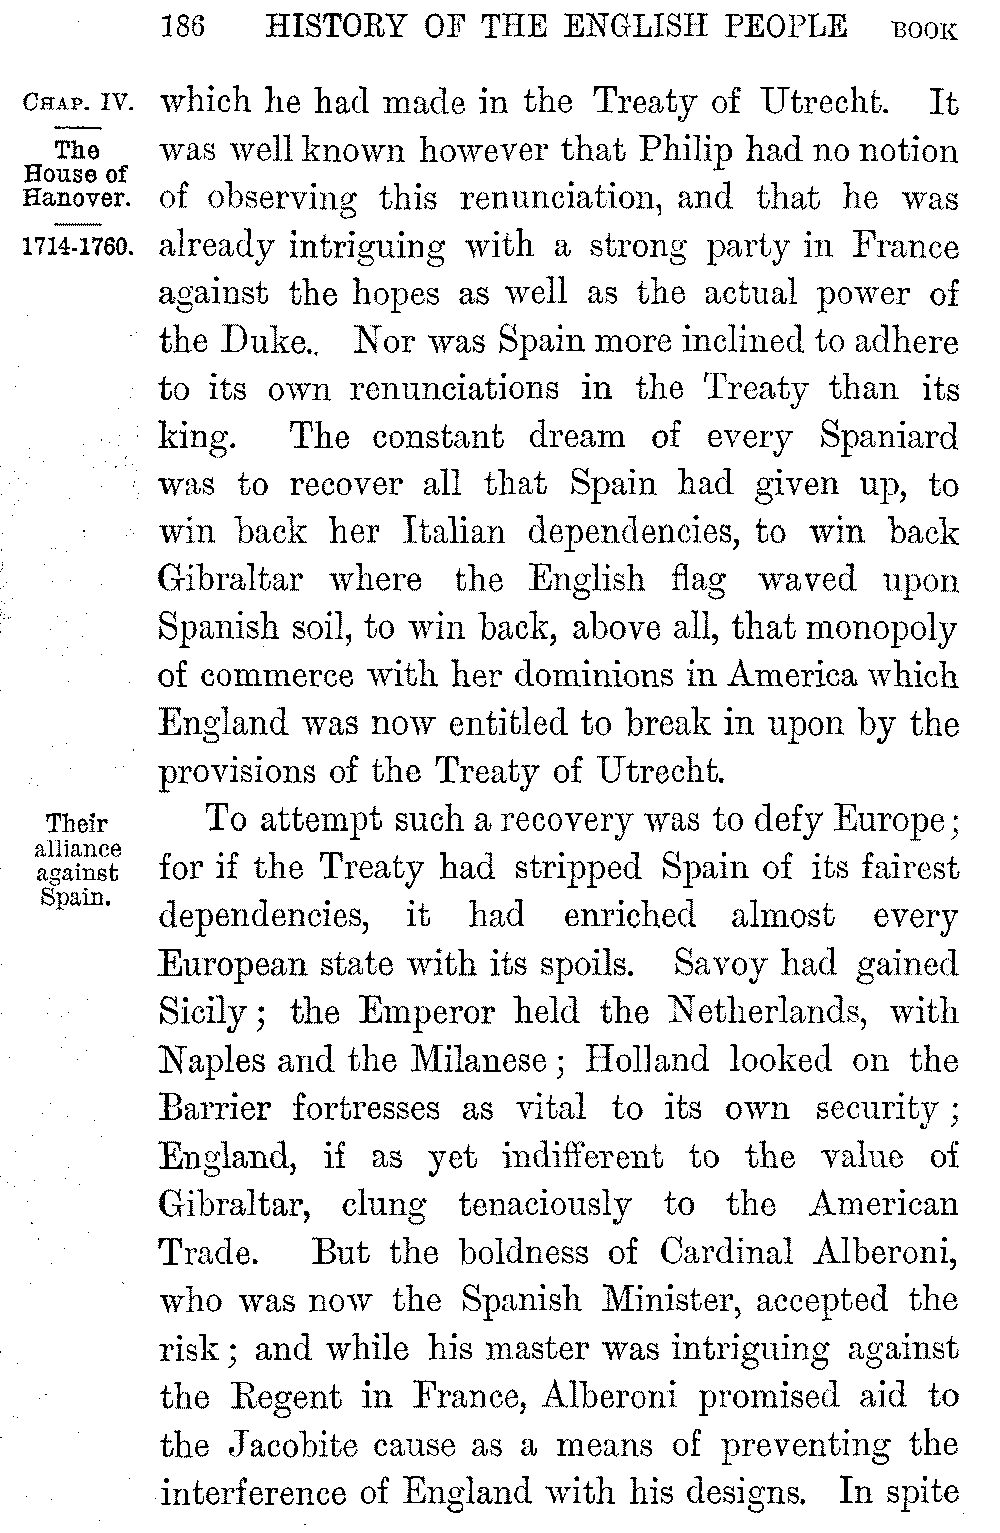 186 HISTORY OF THE ENGLISH PEOPLE BOOK
CHAP. IV.
The
House of
Hanover.
1714-1760.
which he had made in the Treaty of Utrecht. It
was well known however that Philip had no notion
of observing this renunciation, and that he was
already intriguing with a strong party in France
against the hopes as well as the actual power of
the Duke. Nor was Spain more inclined to adhere
to its own renunciations in the Treaty than its
king. The constant dream of every Spaniard
was to recover all that Spain had given up, to
win back her Italian dependencies, to win back
Gibraltar where the English flag waved upon
Spanish soil, to win back, above all, that monopoly
of commerce with her dominions in America which
England was now entitled to break in upon by the
provisions of the Treaty of Utrecht.
Their
alliance
against
Spain.
To attempt such a recovery was to defy Europe;
for if the Treaty had stripped Spain of its fairest
dependencies, it had enriched almost every
European state with its spoils. Savoy had gained
Sicily; the Emperor held the Netherlands, with
Naples and the Milanese; Holland looked on the
Barrier fortresses as vital to its own security;
England, if as yet indifferent to the value of
Gibraltar, clung tenaciously to the American
Trade. But the boldness of Cardinal Alberoni,
who was now the Spanish Minister, accepted the
risk; and while his master was intriguing against
the Regent in France, Alberoni promised aid to
the Jacobite cause as a means of preventing the
interference of England with his designs. In spite